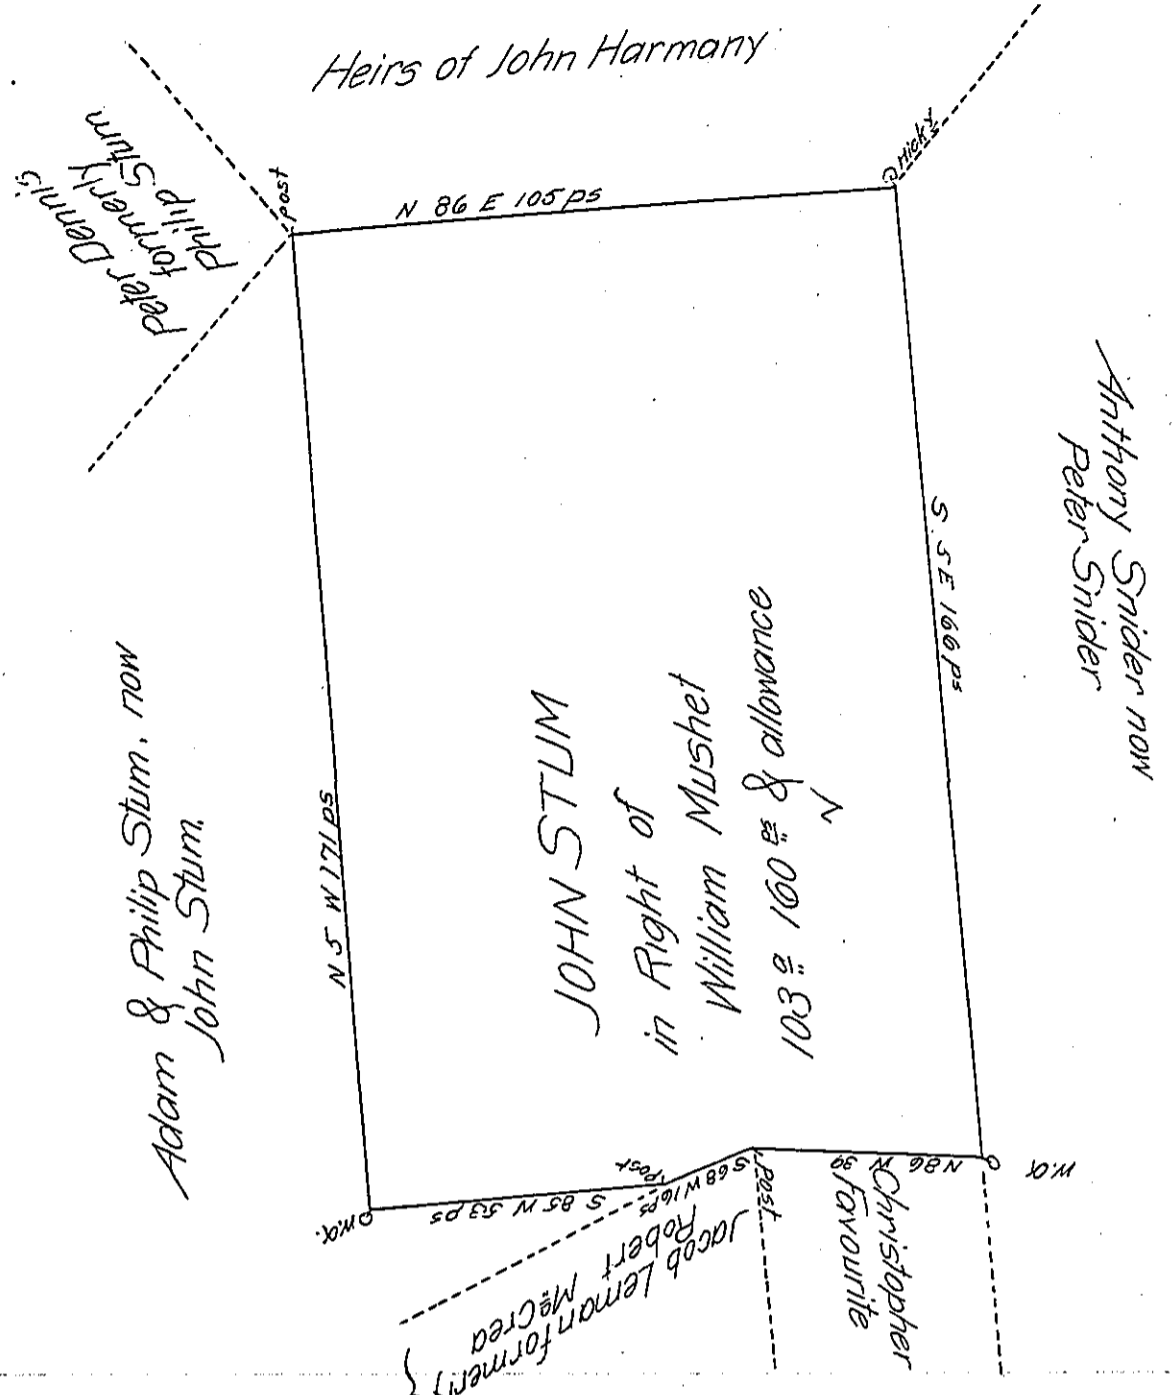 Heirs of John Harmany
Peter Dennis
formerly
Philip Stum
Post
N 86 E 105 ps
Hicky
S. 5 E 166 ps
Anthony Snider now
Peter Snider
JOHN STUM
in Right of
William Mushet
103 a 160 & allowance
N 5 W 171 ps
Adam & Philip Stum. now
John Stum.
w.o.
S 85 W 53 ps
Post
S 68 W 16 ps
Post
N 86 W 39
W.O
Christopher
Favourite
Jacob Leman formerly
Robert McCrea